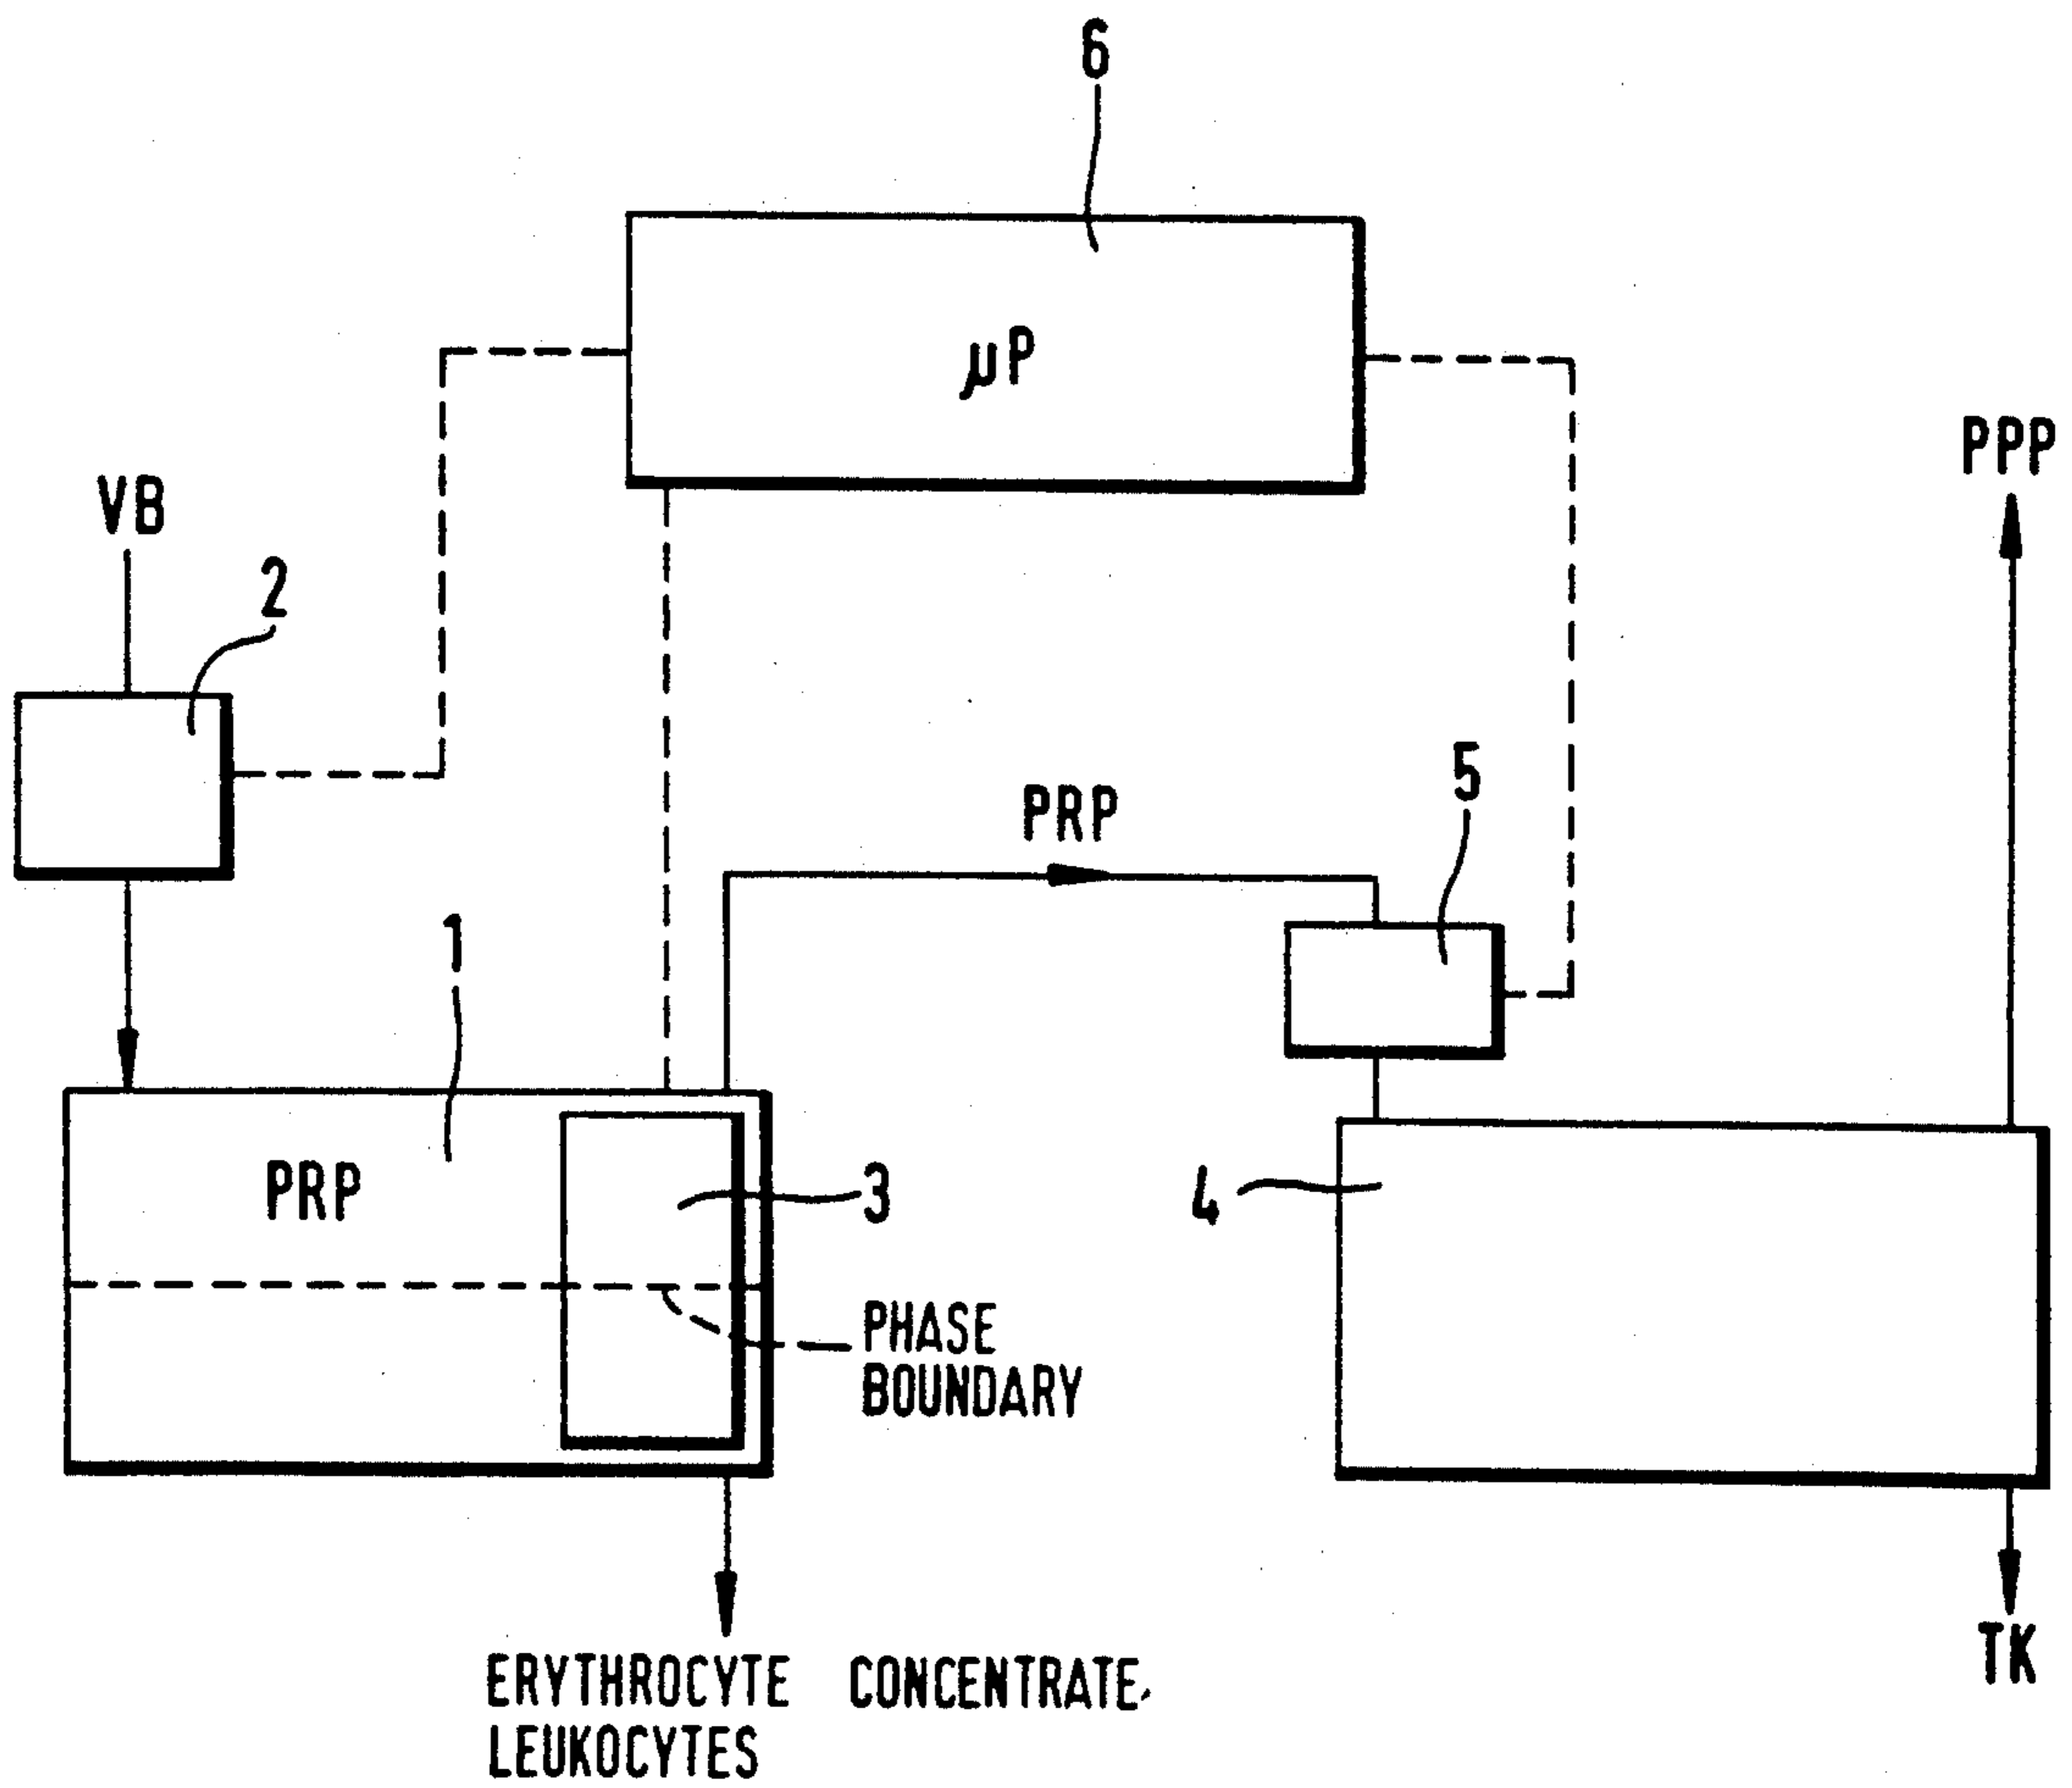 6
µP
PPP
VB
2
5
PRP
1
PRP
3
4
PHASE
BOUNDARY
TK
ERYTHROCYTE CONCENTRATE,
LEUKOCYTES